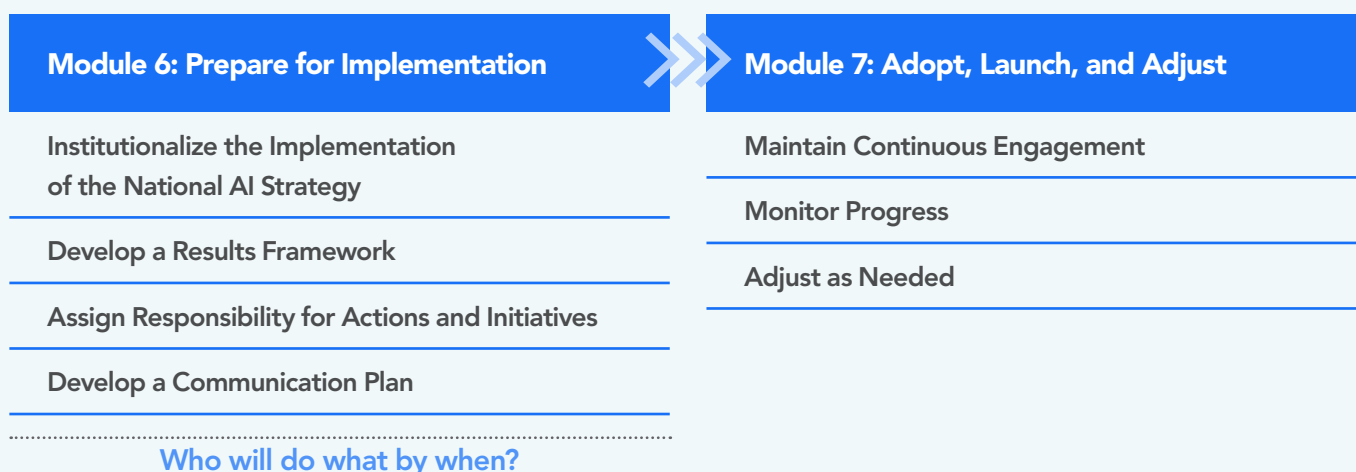 Module 6: Prepare for Implementation
Institutionalize the Implementation
of the National AI Strategy
Develop a Results Framework
Assign Responsibility for Actions and Initiatives
Develop a Communication Plan
Who will do what by when?
Module 7: Adopt, Launch, and Adjust
Maintain Continuous Engagement
Monitor Progress
Adjust as Needed